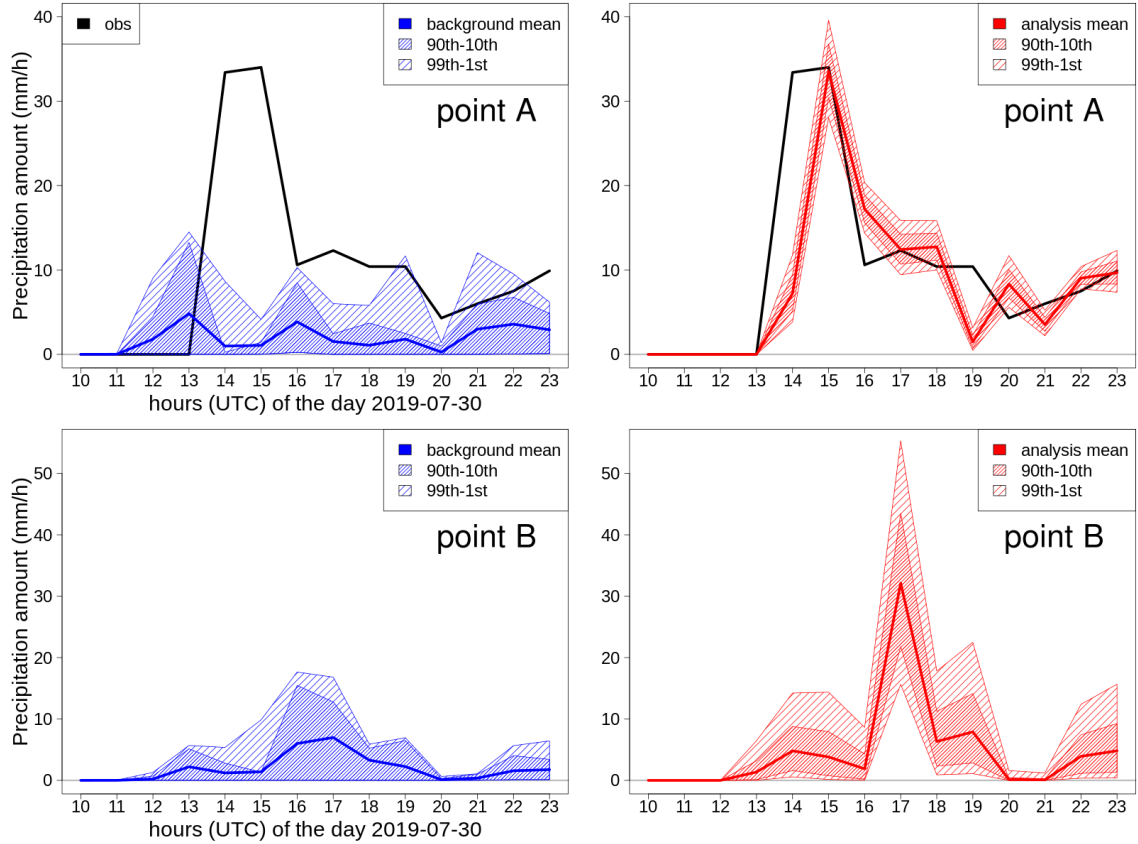 40
30
20
10
0
Precipitation amount (mm/h)
obs
background mean
90th-10th
99th-1st
point A
10 11 12 13 14 15 16 17 18 19 20 21 22 23
hours (UTC) of the day 2019-07-30
40
30
20
10
0
analysis mean
90th-10th
99th-1st
point A
10 11 12 13 14 15 16 17 18 19 20 21 22 23
50
40
30
20
10
0
Precipitation amount (mm/h)
background mean
90th-10th
99th-1st
point B
10 11 12 13 14 15 16 17 18 19 20 21 22 23
hours (UTC) of the day 2019-07-30
50
40
30
20
10
0
analysis mean
90th-10th
99th-1st
point B
10 11 12 13 14 15 16 17 18 19 20 21 22 23